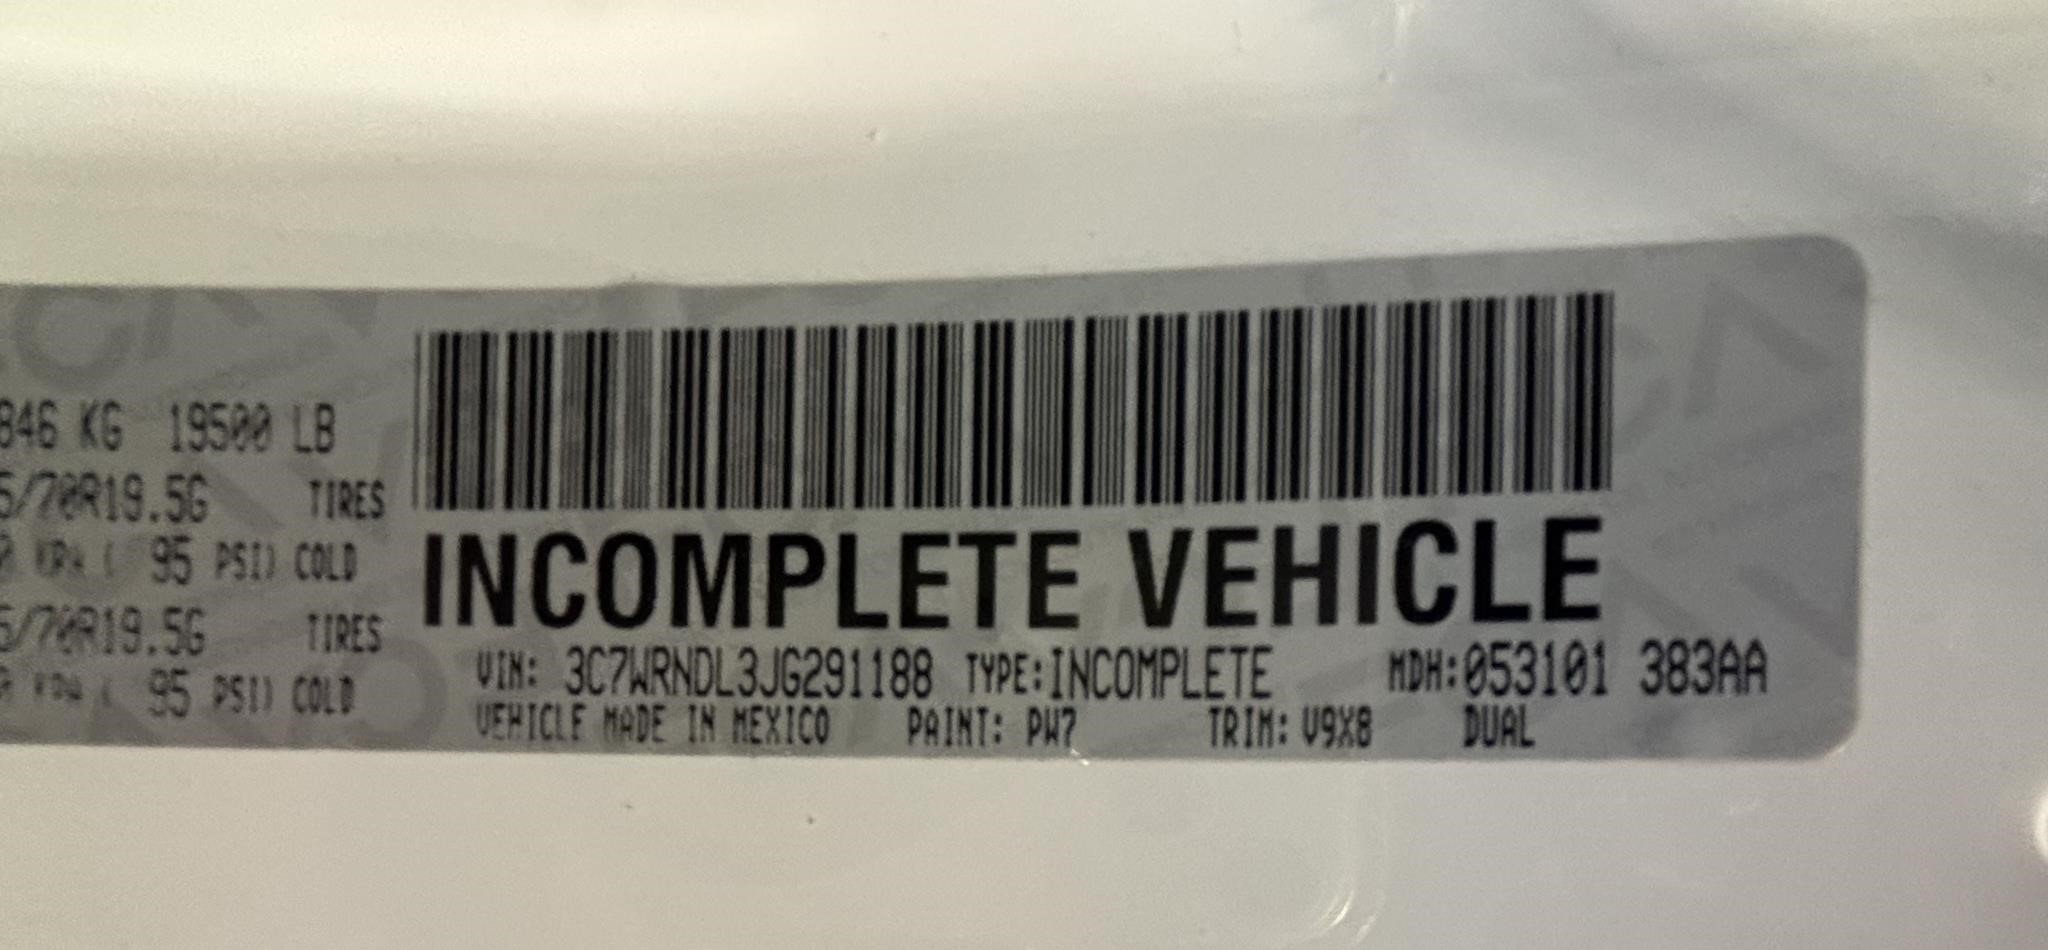 846 KG 19500 LB
5/70R19.5G TIRES
KPA ( 95 PSI) COLD
5/70R19.5G TIRES
KPA ( 95 PSI) COLD
INCOMPLETE VEHICLE
VIN: 3C7WRNDL3JG291188 TYPE:INCOMPLETE MDH:053101 383AA
VEHICLE MADE IN MEXICO PAINT: PW7 TRIM: V9X8 DUAL